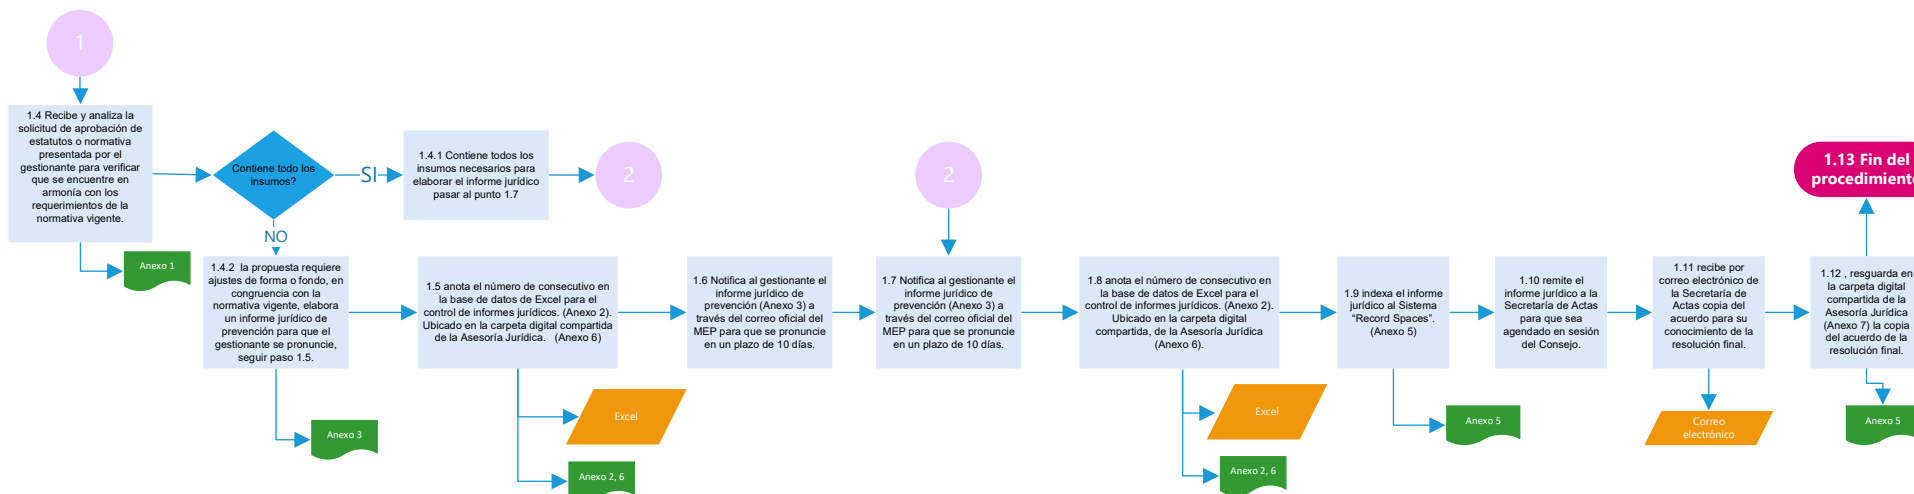 1
1.4 Recibe y analiza la
solicitud de aprobación de
estatutos o normativa
presentada por el
gestionante para verificar
que se encuentre en
armonía con los
requerimientos de la
normativa vigente.
Anexo 1
Contiene todo los
insumos?
SI
NO
1.4.1 Contiene todos los
insumos necesarios para
elaborar el informe jurídico
pasar al punto 1.7
2
1.4.2 la propuesta requiere
ajustes de forma o fondo, en
congruencia con la
normativa vigente, elabora
un informe jurídico de
prevención para que el
gestionante se pronuncie,
seguir paso 1.5.
Anexo 3
1.5 anota el número de consecutivo en
la base de datos de Excel para el
control de informes jurídicos. (Anexo 2).
Ubicado en la carpeta digital compartida
de la Asesoría Jurídica. (Anexo 6)
Excel
Anexo 2, 6
1.6 Notifica al gestionante el
informe jurídico de
prevención (Anexo 3) a
través del correo oficial del
MEP para que se pronuncie
en un plazo de 10 días.
2
1.7 Notifica al gestionante el
informe jurídico de
prevención (Anexo 3) a
través del correo oficial del
MEP para que se pronuncie
en un plazo de 10 días.
1.8 anota el número de consecutivo en
la base de datos de Excel para el
control de informes jurídicos. (Anexo 2).
Ubicado en la carpeta digital
compartida, de la Asesoría Jurídica
(Anexo 6).
Excel
Anexo 2, 6
1.9 indexa el informe
jurídico al Sistema
“Record Spaces”.
(Anexo 5)
Anexo 5
1.10 remite el
informe jurídico a la
Secretaría de Actas
para que sea
agendado en sesión
del Consejo.
1.11 recibe por
correo electrónico de
la Secretaría de
Actas copia del
acuerdo para su
conocimiento de la
resolución final.
Correo
electrónico
1.12 , resguarda en
la carpeta digital
compartida de la
Asesoría Jurídica
(Anexo 7) la copia
del acuerdo de la
resolución final.
Anexo 5
1.13 Fin del
procedimiento